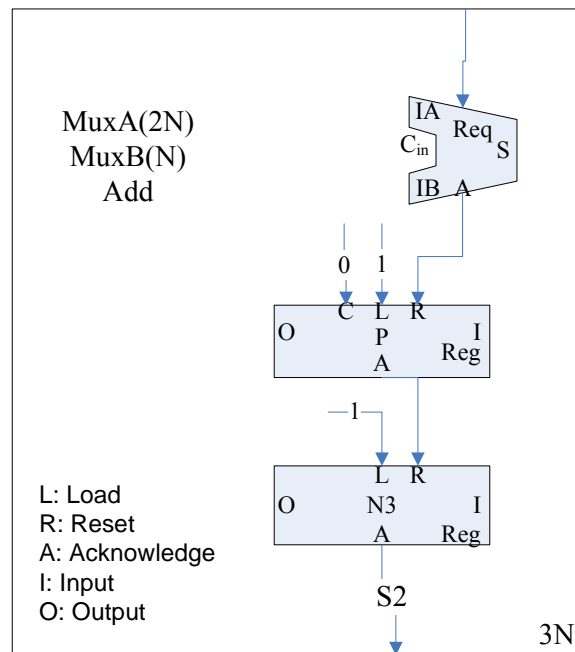 IA
Req
MuxA(2N)
MuxB(N)
Add
Cin
S
IB A
0 1
C L R
O P I
A Reg
1
L R
O N3 I
A Reg
L: Load
R: Reset
A: Acknowledge
I: Input
O: Output
S2
3N